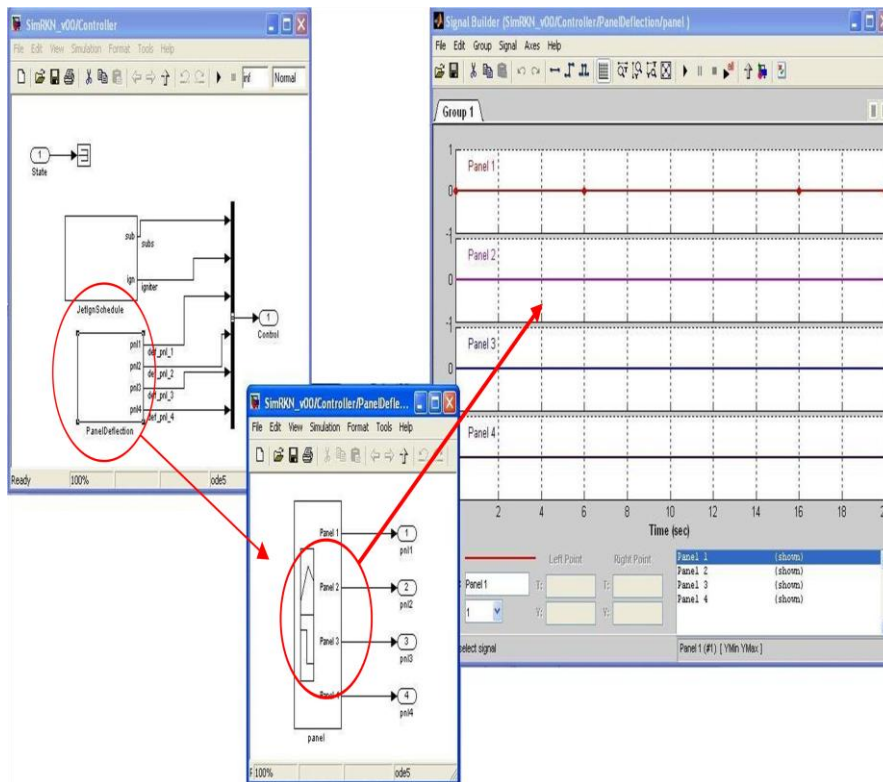 SimRKN_v00/Controller
File Edit View Simulation Format Tools Help
inf Normal
1
State
sub
subs
ign
igniter
JetIgnSchedule
pnl1
def_pnl_1
pnl2
def_pnl_2
pnl3
def_pnl_3
pnl4
def_pnl_4
PanelDeflection
1
Control
Ready 100% ode5
SimRKN_v00/Controller/PanelDefle...
File Edit View Simulation Format Tools Help
Panel 1
1
pnl1
Panel 2
2
pnl2
Panel 3
3
pnl3
4
pnl4
panel
100% ode5
Signal Builder (SimRKN_v00/Controller/PanelDeflection/panel )
File Edit Group Signal Axes Help
Group 1
1
Panel 1
0
-1
Panel 2
0
-1
Panel 3
0
-1
Panel 4
2 4 6 8 10 12 14 16 18
Time (sec)
Left Point Right Point
Panel 1 T: T:
1 Y: Y:
Panel 1 (shown)
Panel 2 (shown)
Panel 3 (shown)
Panel 4 (shown)
select signal
Panel 1 (#1) [ YMin YMax ]